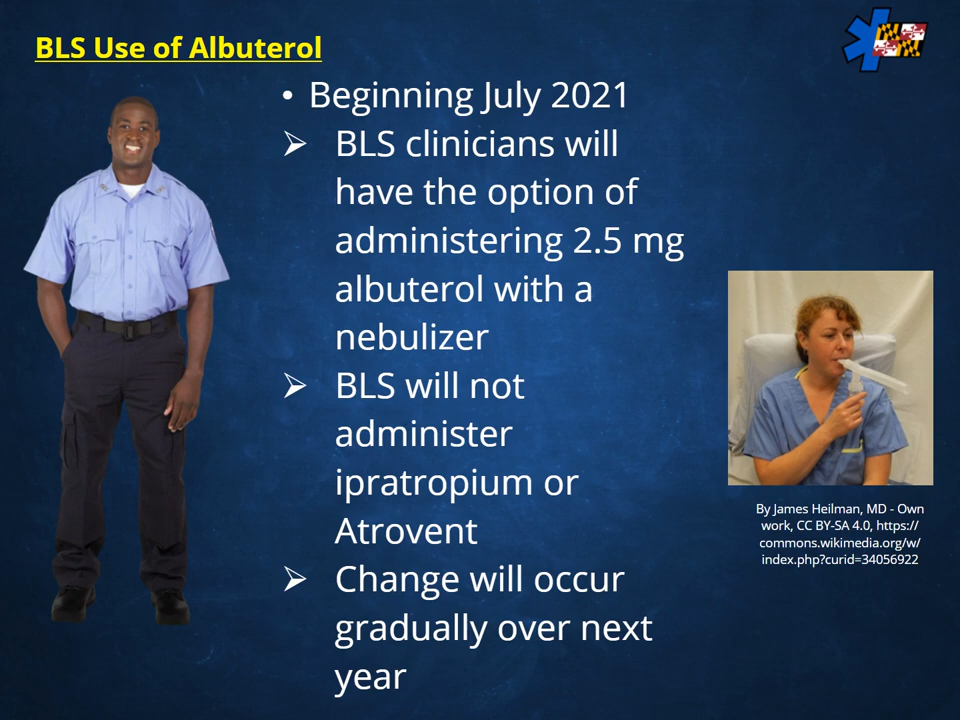 BLS Use of Albuterol
• Beginning July 2021
➢ BLS clinicians will
have the option of
administering 2.5 mg
albuterol with a
nebulizer
➢ BLS will not
administer
ipratropium or
Atrovent
➢ Change will occur
gradually over next
year
By James Heilman, MD - Own
work, CC BY-SA 4.0, https://
commons.wikimedia.org/w/
index.php?curid=34056922